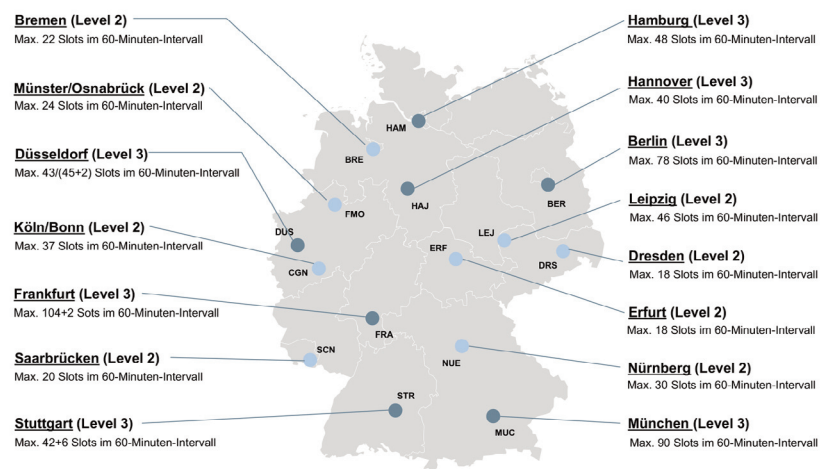 Bremen (Level 2)
Max. 22 Slots im 60-Minuten-Intervall
Münster/Osnabrück (Level 2)
Max. 24 Slots im 60-Minuten-Intervall
Düsseldorf (Level 3)
Max. 43/(45+2) Slots im 60-Minuten-Intervall
Köln/Bonn (Level 2)
Max. 37 Slots im 60-Minuten-Intervall
Frankfurt (Level 3)
Max. 104+2 Sots im 60-Minuten-Intervall
Saarbrücken (Level 2)
Max. 20 Slots im 60-Minuten-Intervall
Stuttgart (Level 3)
Max. 42+6 Slots im 60-Minuten-Intervall
HAM
BRE
HAJ
BER
FMO
DUS
LEJ
ERF
DRS
CGN
FRA
SCN
NUE
STR
MUC
Hamburg (Level 3)
Max. 48 Slots im 60-Minuten-Intervall
Hannover (Level 3)
Max. 40 Slots im 60-Minuten-Intervall
Berlin (Level 3)
Max. 78 Slots im 60-Minuten-Intervall
Leipzig (Level 2)
Max. 46 Slots im 60-Minuten-Intervall
Dresden (Level 2)
Max. 18 Slots im 60-Minuten-Intervall
Erfurt (Level 2)
Max. 18 Slots im 60-Minuten-Intervall
Nürnberg (Level 2)
Max. 30 Slots im 60-Minuten-Intervall
München (Level 3)
Max. 90 Slots im 60-Minuten-Intervall